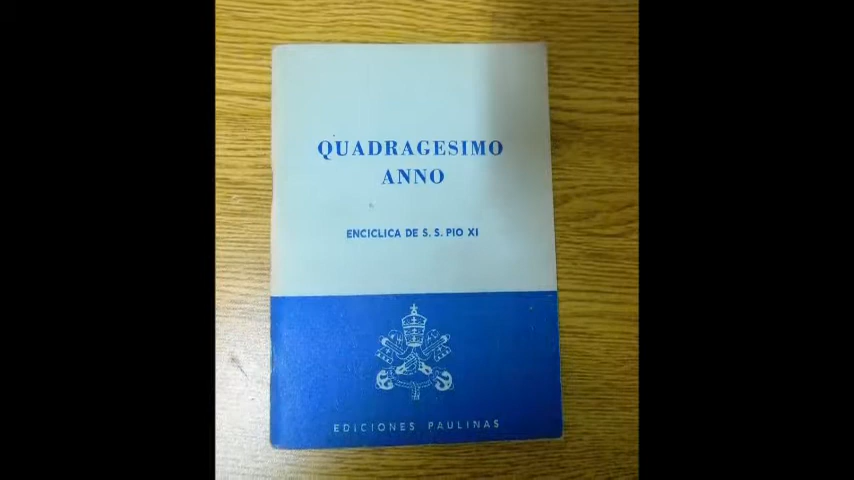 QUADRAGESIMO
ANNO
ENCICLICA DE S. S. PIO XI
EDICIONES PAULINAS